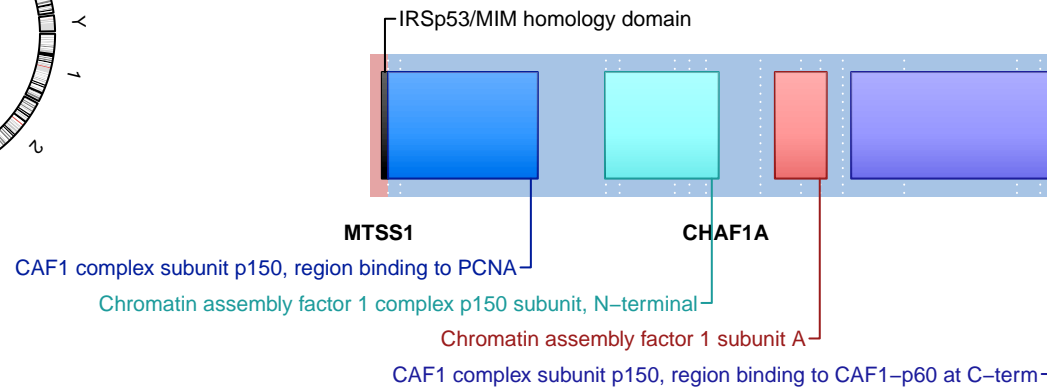 IRSp53/MIM homology domain
Y
1
2
MTSS1
CHAF1A
CAF1 complex subunit p150, region binding to PCNA
Chromatin assembly factor 1 complex p150 subunit, N−terminal
Chromatin assembly factor 1 subunit A
CAF1 complex subunit p150, region binding to CAF1−p60 at C−term